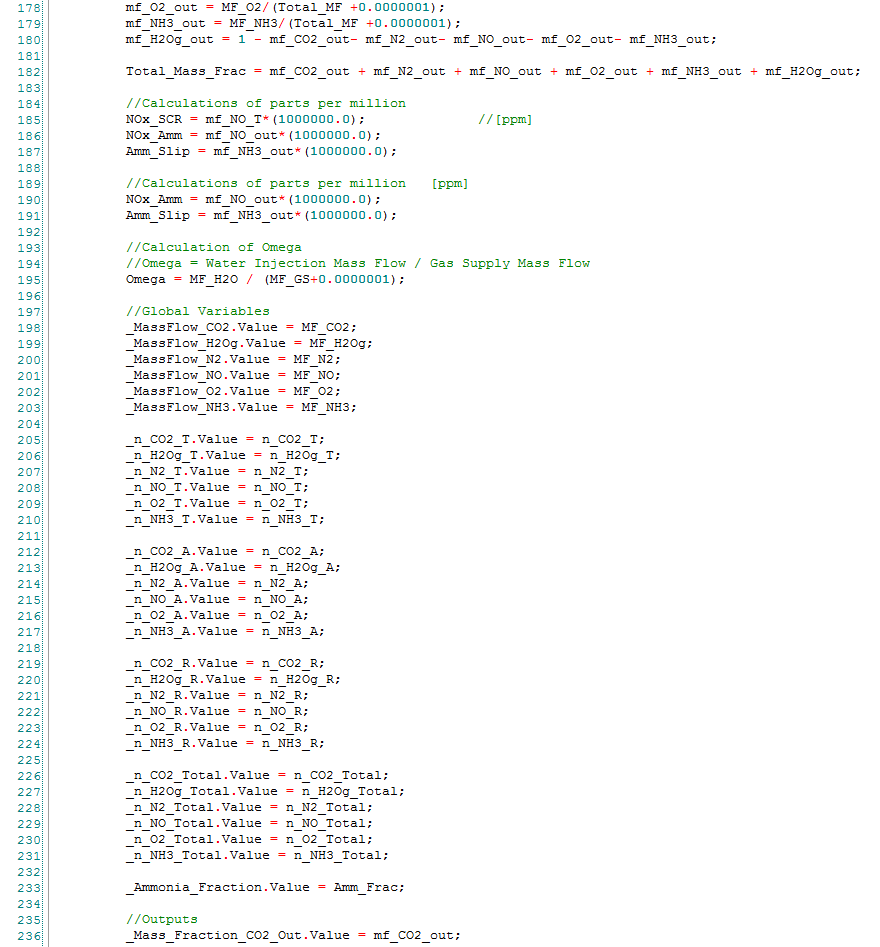 178 mf_O2_out = MF_O2/(Total_MF +0.0000001);
179 mf_NH3_out = MF_NH3/(Total_MF +0.0000001);
180 mf_H2Og_out = 1 - mf_CO2_out- mf_N2_out- mf_NO_out- mf_O2_out- mf_NH3_out;
181
182 Total_Mass_Frac = mf_CO2_out + mf_N2_out + mf_NO_out + mf_O2_out + mf_NH3_out + mf_H2Og_out;
183
184 //Calculations of parts per million
185 NOx_SCR = mf_NO_T*(1000000.0); //[ppm]
186 NOx_Amm = mf_NO_out*(1000000.0);
187 Amm_Slip = mf_NH3_out*(1000000.0);
188
189 //Calculations of parts per million [ppm]
190 NOx_Amm = mf_NO_out*(1000000.0);
191 Amm_Slip = mf_NH3_out*(1000000.0);
192
193 //Calculation of Omega
194 //Omega = Water Injection Mass Flow / Gas Supply Mass Flow
195 Omega = MF_H2O / (MF_GS+0.0000001);
196
197 //Global Variables
198 _MassFlow_CO2.Value = MF_CO2;
199 _MassFlow_H2Og.Value = MF_H2Og;
200 _MassFlow_N2.Value = MF_N2;
201 _MassFlow_NO.Value = MF_NO;
202 _MassFlow_O2.Value = MF_O2;
203 _MassFlow_NH3.Value = MF_NH3;
204
205 _n_CO2_T.Value = n_CO2_T;
206 _n_H2Og_T.Value = n_H2Og_T;
207 _n_N2_T.Value = n_N2_T;
208 _n_NO_T.Value = n_NO_T;
209 _n_O2_T.Value = n_O2_T;
210 _n_NH3_T.Value = n_NH3_T;
211
212 _n_CO2_A.Value = n_CO2_A;
213 _n_H2Og_A.Value = n_H2Og_A;
214 _n_N2_A.Value = n_N2_A;
215 _n_NO_A.Value = n_NO_A;
216 _n_O2_A.Value = n_O2_A;
217 _n_NH3_A.Value = n_NH3_A;
218
219 _n_CO2_R.Value = n_CO2_R;
220 _n_H2Og_R.Value = n_H2Og_R;
221 _n_N2_R.Value = n_N2_R;
222 _n_NO_R.Value = n_NO_R;
223 _n_O2_R.Value = n_O2_R;
224 _n_NH3_R.Value = n_NH3_R;
225
226 _n_CO2_Total.Value = n_CO2_Total;
227 _n_H2Og_Total.Value = n_H2Og_Total;
228 _n_N2_Total.Value = n_N2_Total;
229 _n_NO_Total.Value = n_NO_Total;
230 _n_O2_Total.Value = n_O2_Total;
231 _n_NH3_Total.Value = n_NH3_Total;
232
233 _Ammonia_Fraction.Value = Amm_Frac;
234
235 //Outputs
236 _Mass_Fraction_CO2_Out.Value = mf_CO2_out;